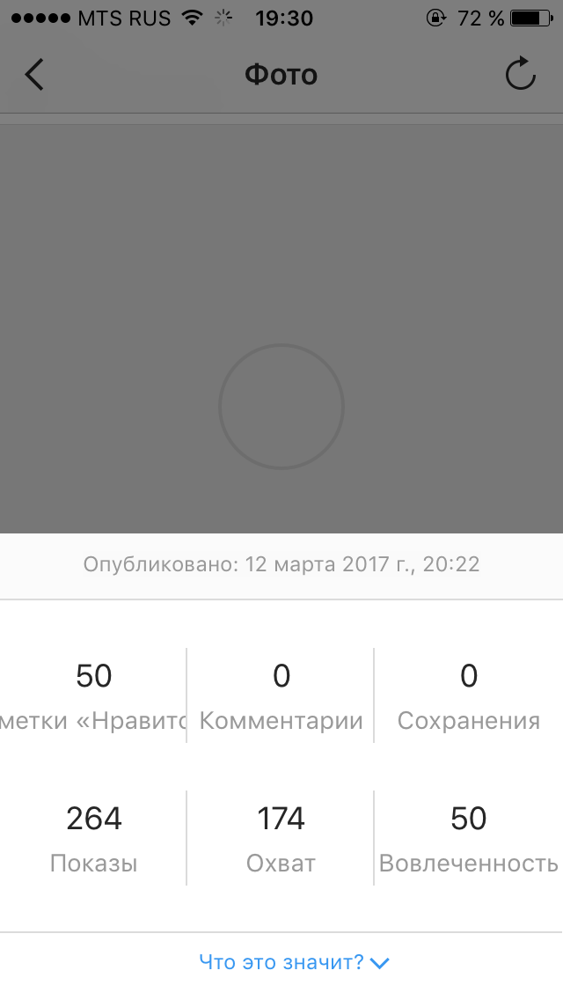 MTS RUS 19:30 72 %
Фото
Опубликовано: 12 марта 2017 г., 20:22
50 0 0
метки «Нравитс Комментарии Сохранения
264 174 50
Показы Охват Вовлеченность
Что это значит?